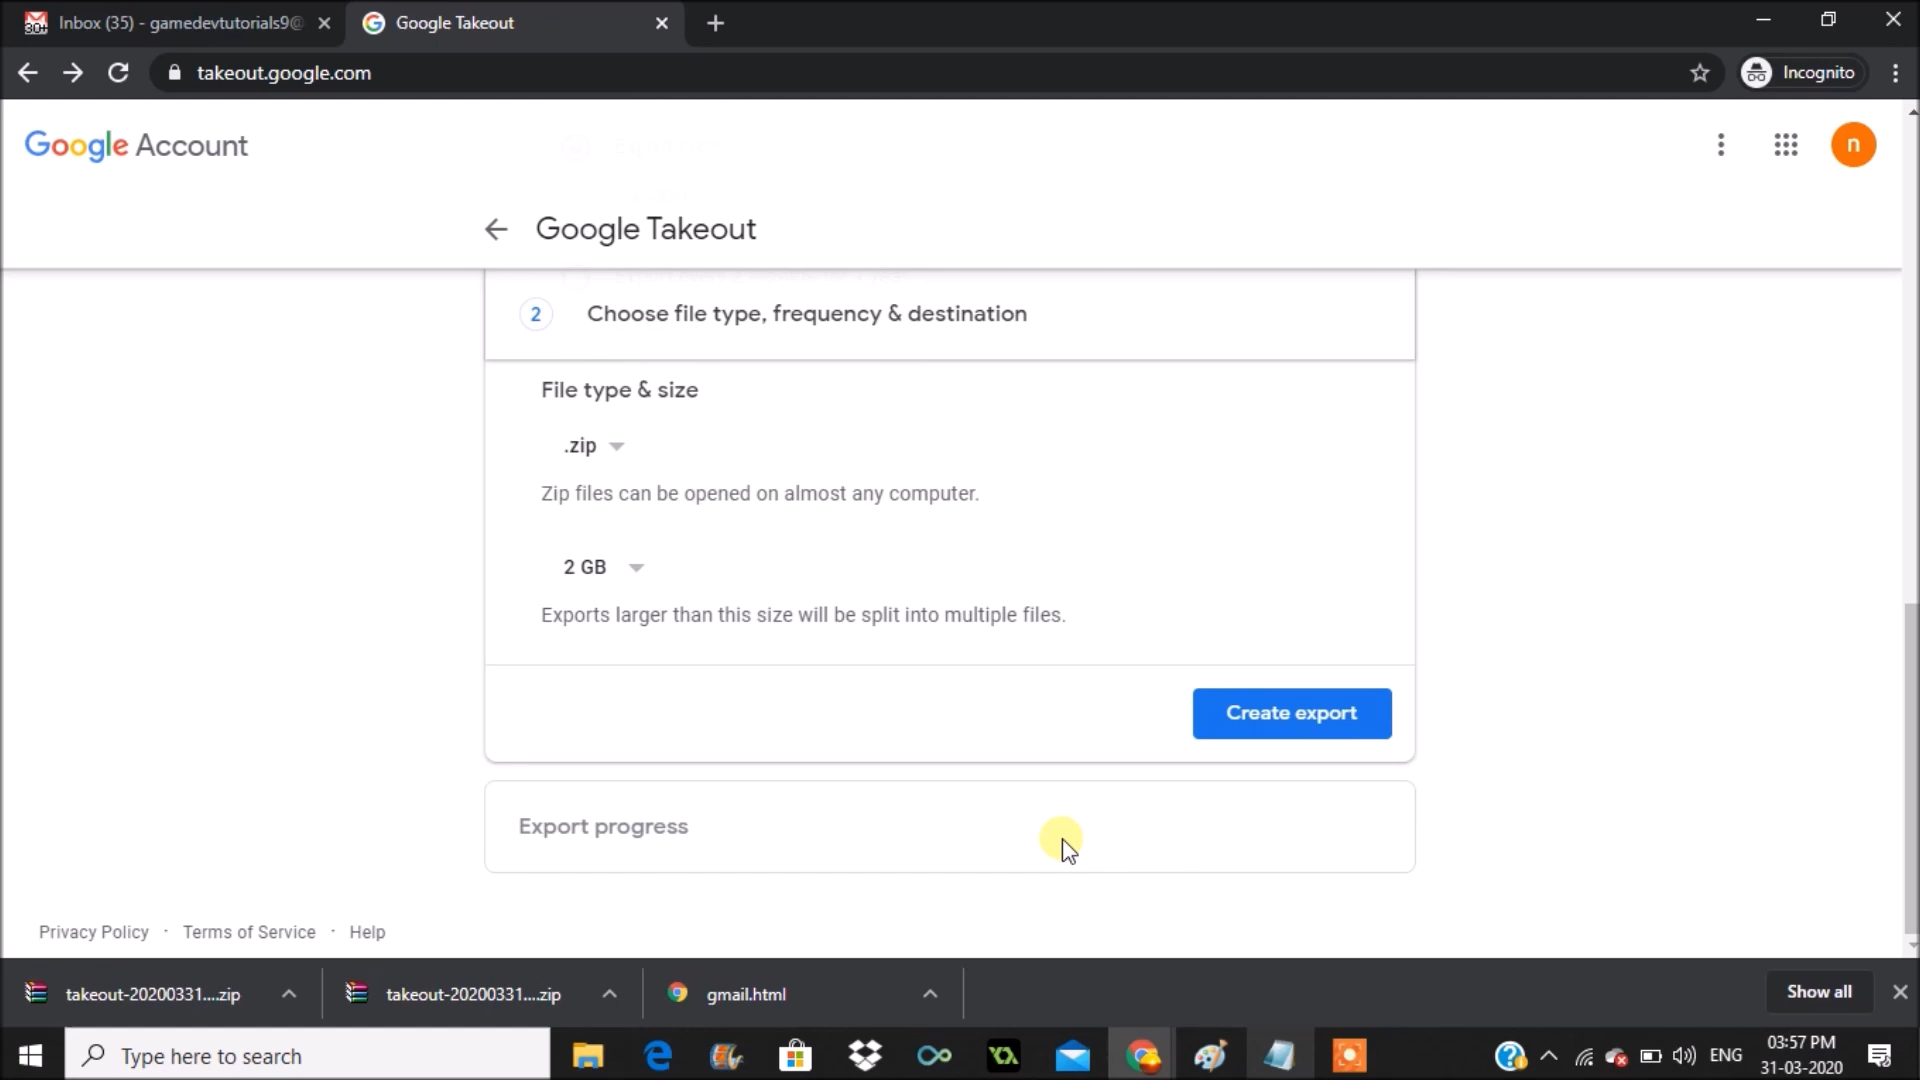 Inbox (35) - gamedevtutorials9@
Google Takeout
takeout.google.com
Incognito
Google Account
n
Google Takeout
2 Choose file type, frequency & destination
File type & size
.zip
Zip files can be opened on almost any computer.
2 GB
Exports larger than this size will be split into multiple files.
Create export
Export progress
Privacy Policy · Terms of Service · Help
takeout-20200331....zip
takeout-20200331....zip
gmail.html
Show all
Type here to search
ENG
03:57 PM
31-03-2020